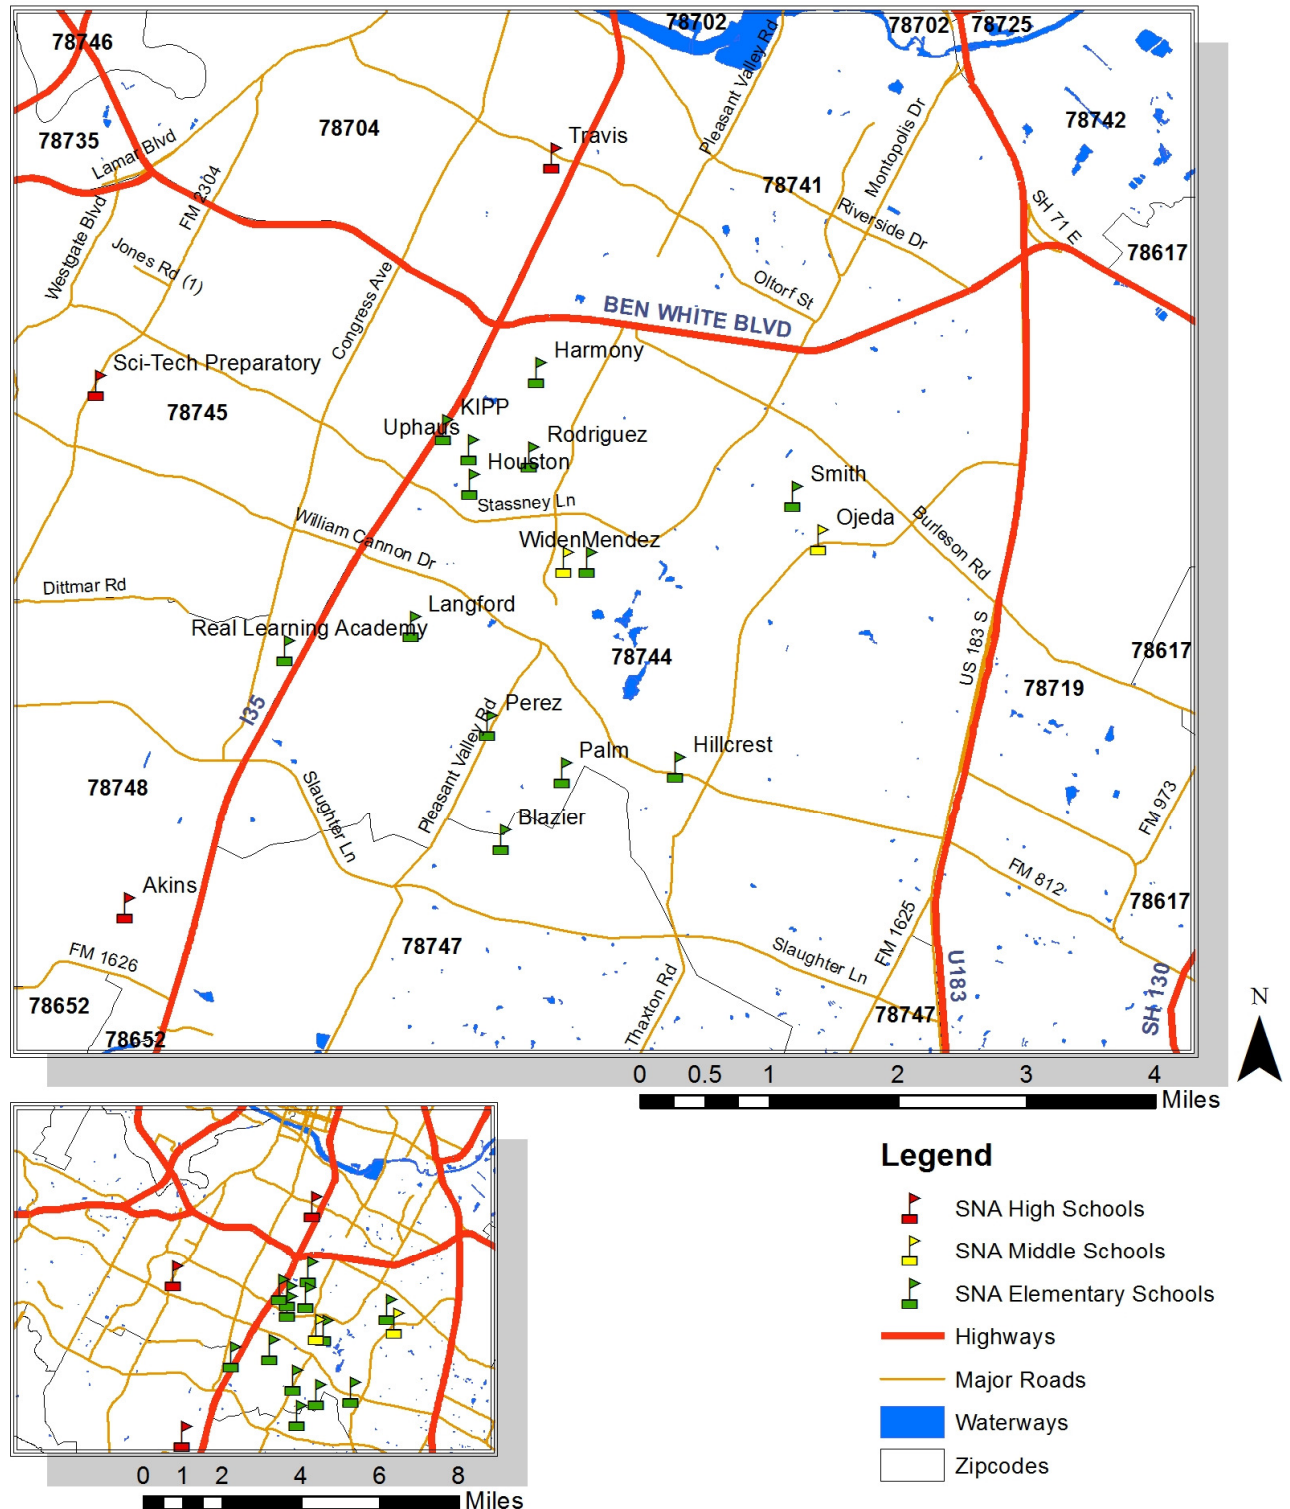 78746
78702
78702
78725
78735
Lamar Blvd
78704
Travis
Pleasant Valley Rd
Montopolis Dr
78742
78741
FM 2304
Westgate Blvd
Jones Rd (1)
Riverside Dr
SH 71 E
78617
Congress Ave
Oltorf St
BEN WHITE BLVD
Harmony
Sci-Tech Preparatory
78745
KIPP
Uphaus
Rodriguez
Houston
Smith
Stassney Ln
Ojeda
William Cannon Dr
WidenMendez
Burleson Rd
Dittmar Rd
Langford
Real Learning Academy
78744
US 183 S
78617
78719
I35
Perez
Pleasant Valley Rd
Palm
Hillcrest
78748
Slaughter Ln
Blazier
FM 973
FM 812
Akins
78617
FM 1626
78747
FM 1625
Slaughter Ln
U183
SH 130
78652
78652
Thaxton Rd
78747
N
0 0.5 1 2 3 4
Miles
Legend
SNA High Schools
SNA Middle Schools
SNA Elementary Schools
Highways
Major Roads
Waterways
Zipcodes
0 1 2 4 6 8
Miles